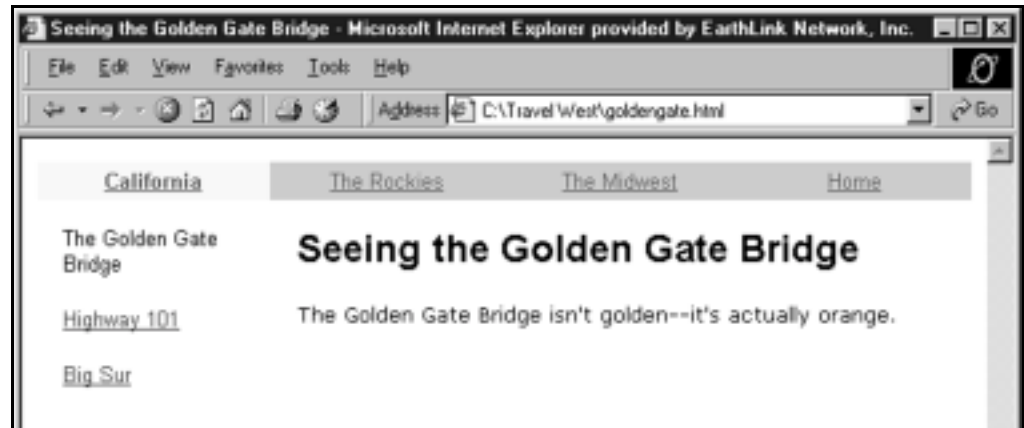 Seeing the Golden Gate Bridge - Microsoft Internet Explorer provided by EarthLink Network, Inc.
File Edit View Favorites Tools Help
Address C:\Travel West\goldengate.html Go
California The Rockies The Midwest Home
The Golden Gate
Bridge
Seeing the Golden Gate Bridge
Highway 101
The Golden Gate Bridge isn't golden--it's actually orange.
Big Sur